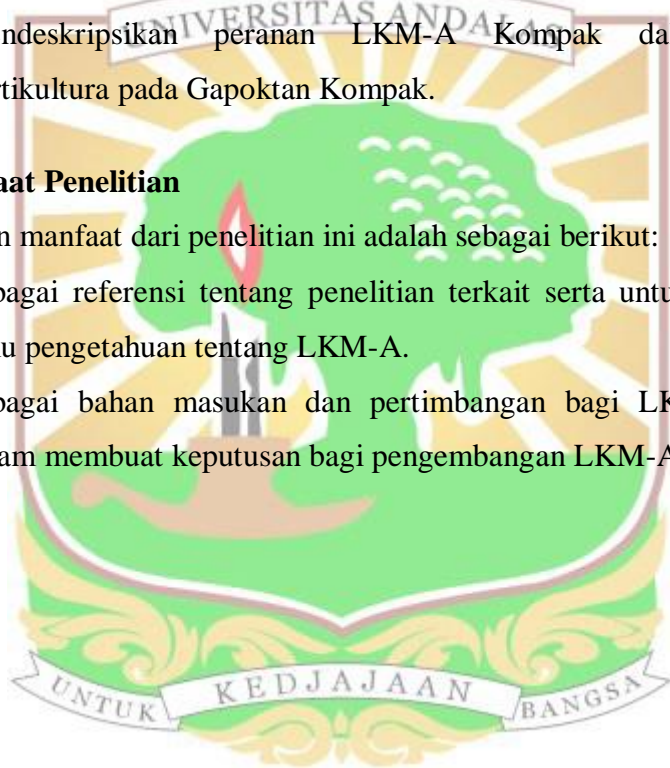 UNIVERSITAS ANDALAS
ndeskripsikan peranan LKM-A Kompak da
rtikultura pada Gapoktan Kompak.
aat Penelitian
n manfaat dari penelitian ini adalah sebagai berikut:
bagai referensi tentang penelitian terkait serta untu
u pengetahuan tentang LKM-A.
bagai bahan masukan dan pertimbangan bagi LK
am membuat keputusan bagi pengembangan LKM-A
UNTUK KEDJAJAAN BANGSA